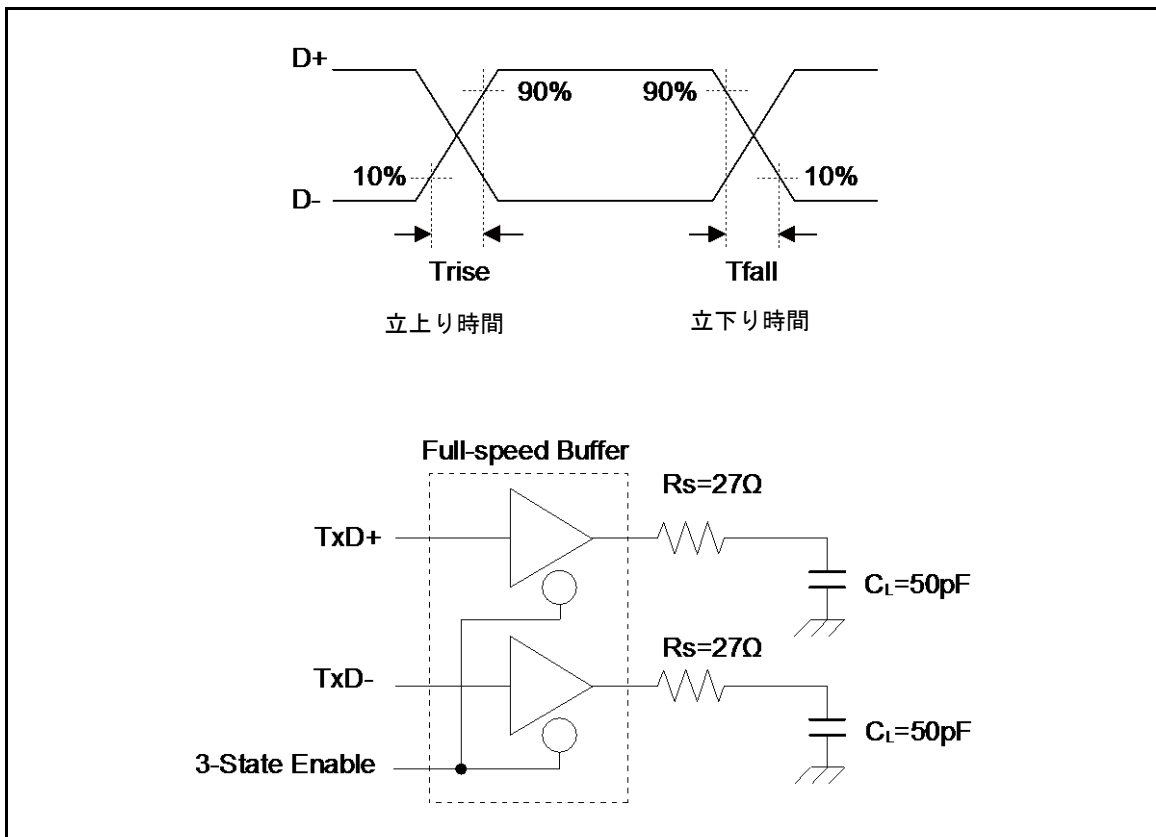 D+
90%
90%
10%
10%
D-
Trise
Tfall
立上り時間
立下り時間
Full-speed Buffer
Rs=27Ω
TxD+
CL=50pF
Rs=27Ω
TxD-
CL=50pF
3-State Enable